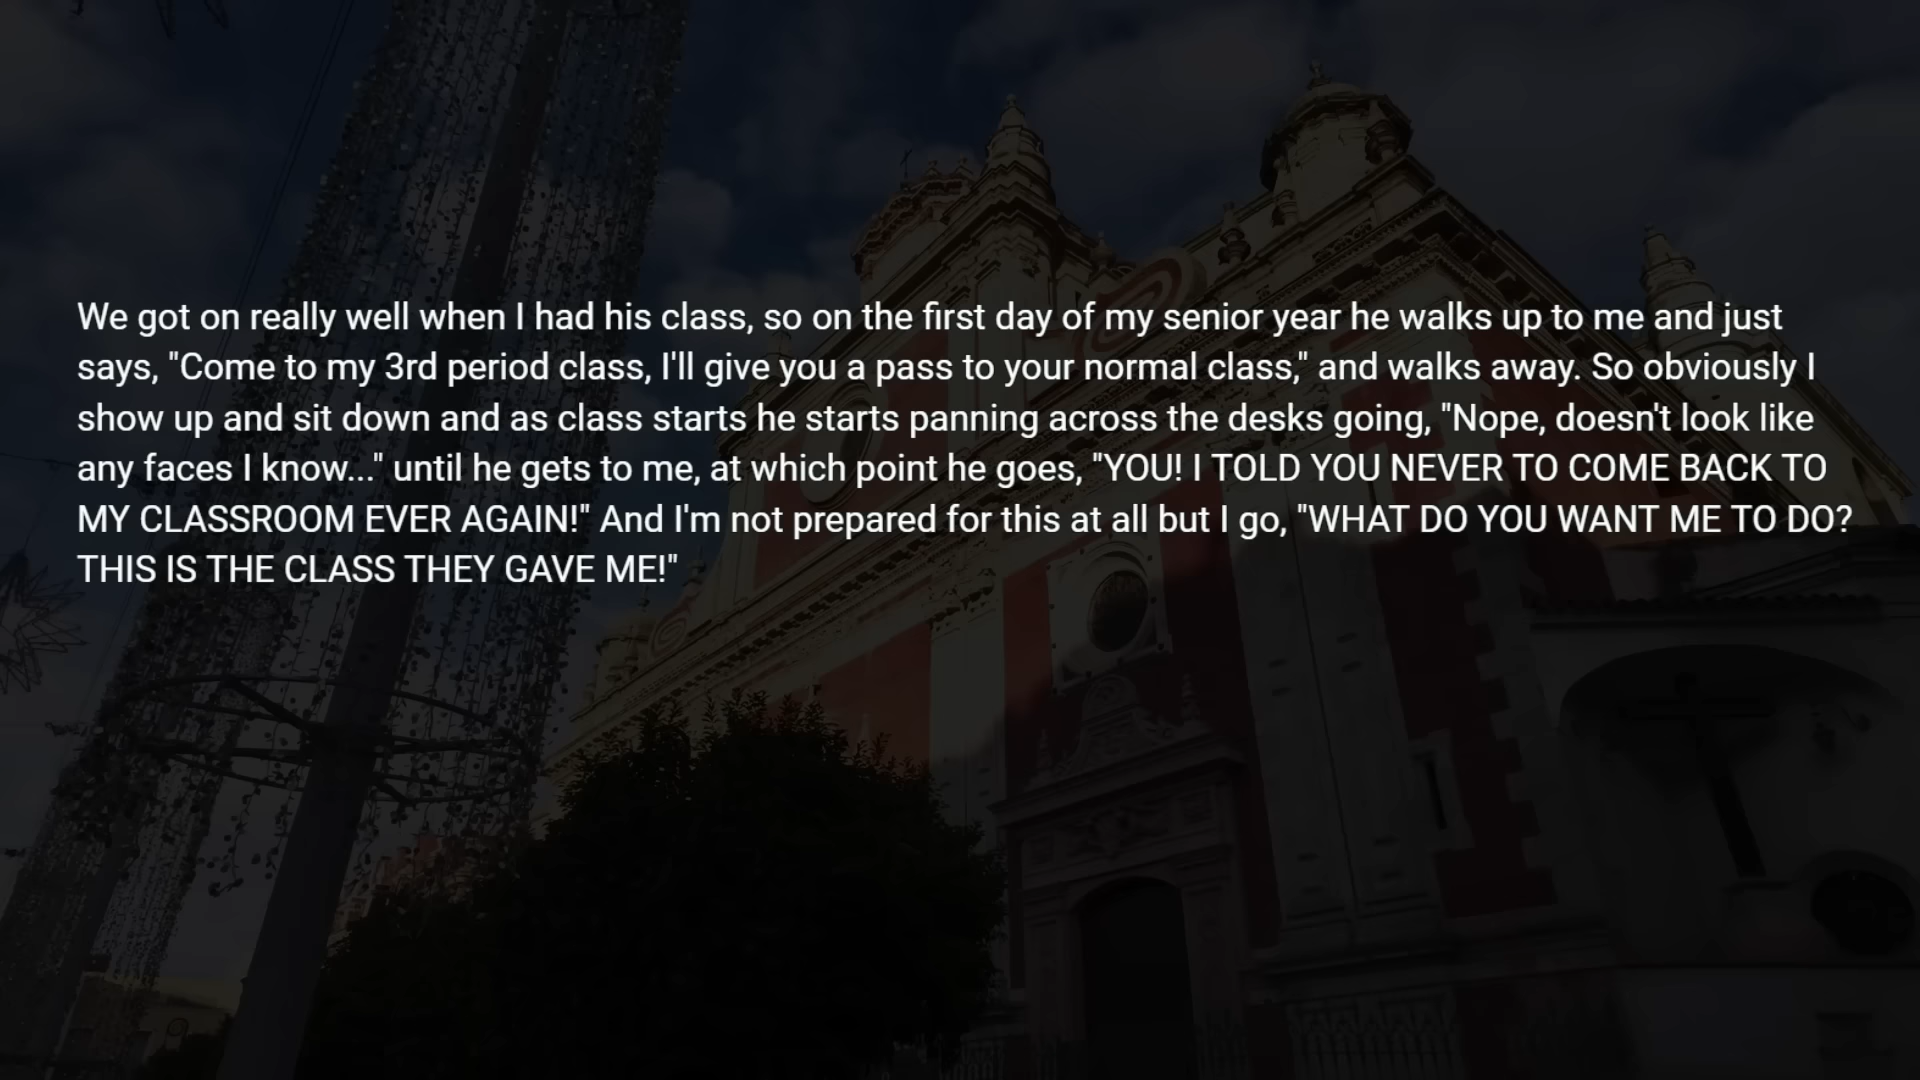 We got on really well when I had his class, so on the first day of my senior year he walks up to me and just
says, "Come to my 3rd period class, I'll give you a pass to your normal class," and walks away. So obviously I
show up and sit down and as class starts he starts panning across the desks going, "Nope, doesn't look like
any faces I know..." until he gets to me, at which point he goes, "YOU! I TOLD YOU NEVER TO COME BACK TO
MY CLASSROOM EVER AGAIN!" And I'm not prepared for this at all but I go, "WHAT DO YOU WANT ME TO DO?
THIS IS THE CLASS THEY GAVE ME!"